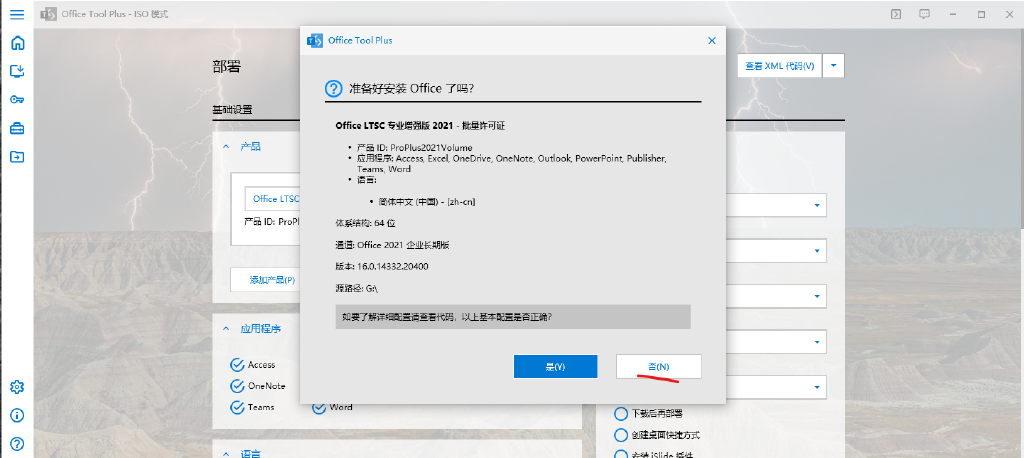 Office Tool Plus - ISO 模式
Office Tool Plus
部署
查看 XML 代码(V)
准备好安装 Office 了吗?
基础设置
Office LTSC 专业增强版 2021 - 批量许可证
产品
• 产品 ID: ProPlus2021Volume
• 应用程序: Access, Excel, OneDrive, OneNote, Outlook, PowerPoint, Publisher,
Teams, Word
• 语言:
• 简体中文 (中国) - [zh-cn]
Office LTSC
产品 ID: ProPl
体系结构: 64 位
通道: Office 2021 企业长期版
版本: 16.0.14332.20400
添加产品(P)
源路径: G:\
如要了解详细配置请查看代码，以上基本配置是否正确?
应用程序
是(Y)
否(N)
Access
OneNote
Teams
Word
下载后再部署
创建桌面快捷方式
安装 iSlide 插件
语言